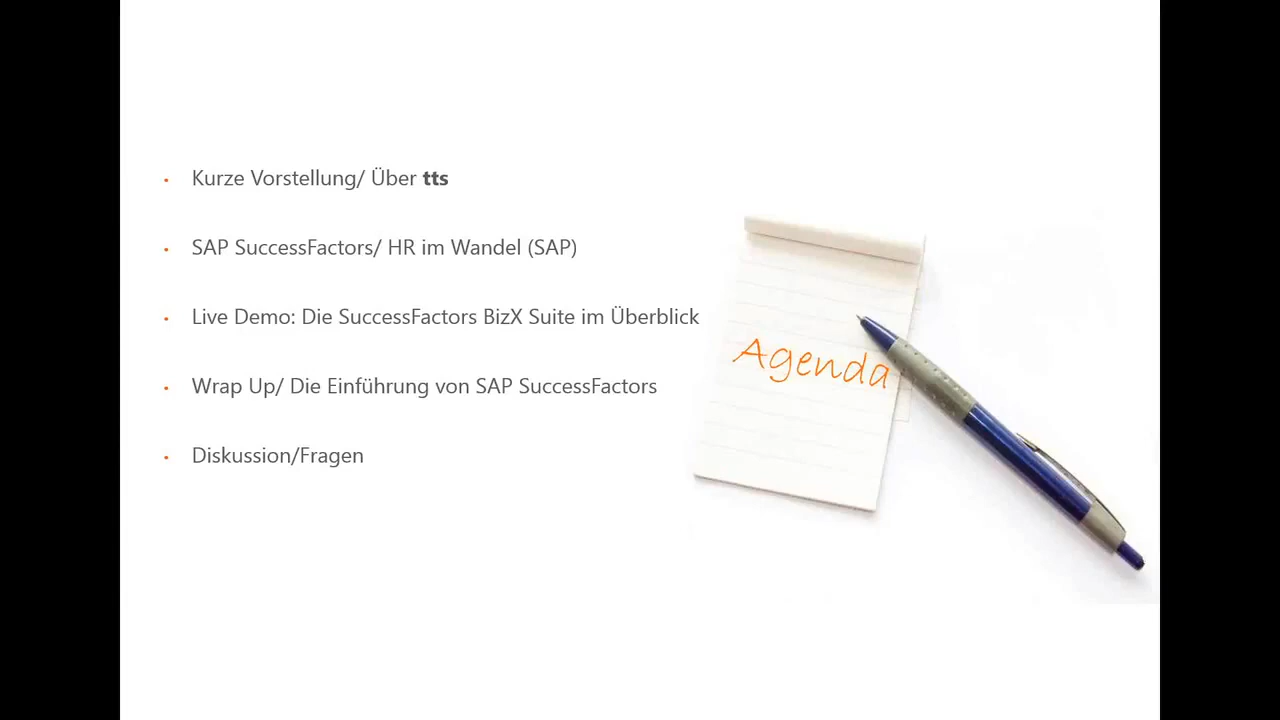 Kurze Vorstellung/ Über tts
SAP SuccessFactors/ HR im Wandel (SAP)
Live Demo: Die SuccessFactors BizX Suite im Überblick
Wrap Up/ Die Einführung von SAP SuccessFactors
Diskussion/Fragen
Agenda